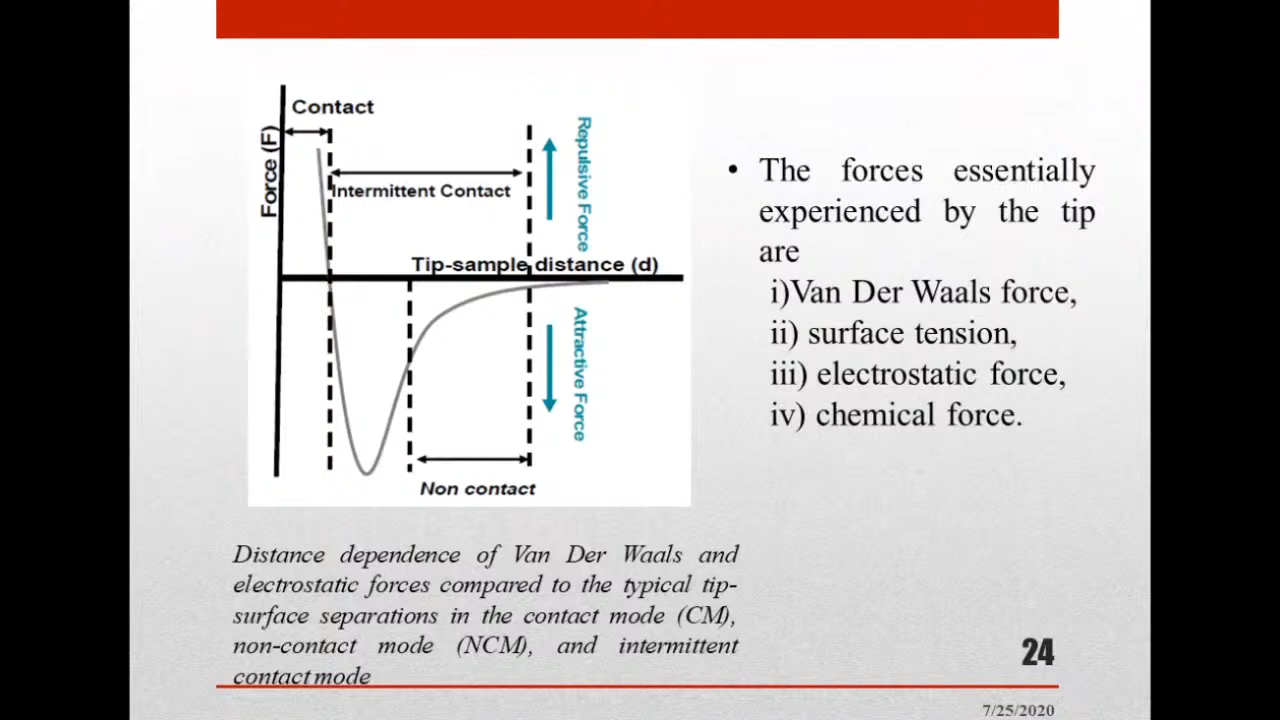 Contact
Force (F)
Intermittent Contact
Repulsive Force
Tip-sample distance (d)
Attractive Force
Non contact
• The forces essentially
experienced by the tip
are
i)Van Der Waals force,
ii) surface tension,
iii) electrostatic force,
iv) chemical force.
Distance dependence of Van Der Waals and
electrostatic forces compared to the typical tip-
surface separations in the contact mode (CM),
non-contact mode (NCM), and intermittent
contact mode
24
7/25/2020